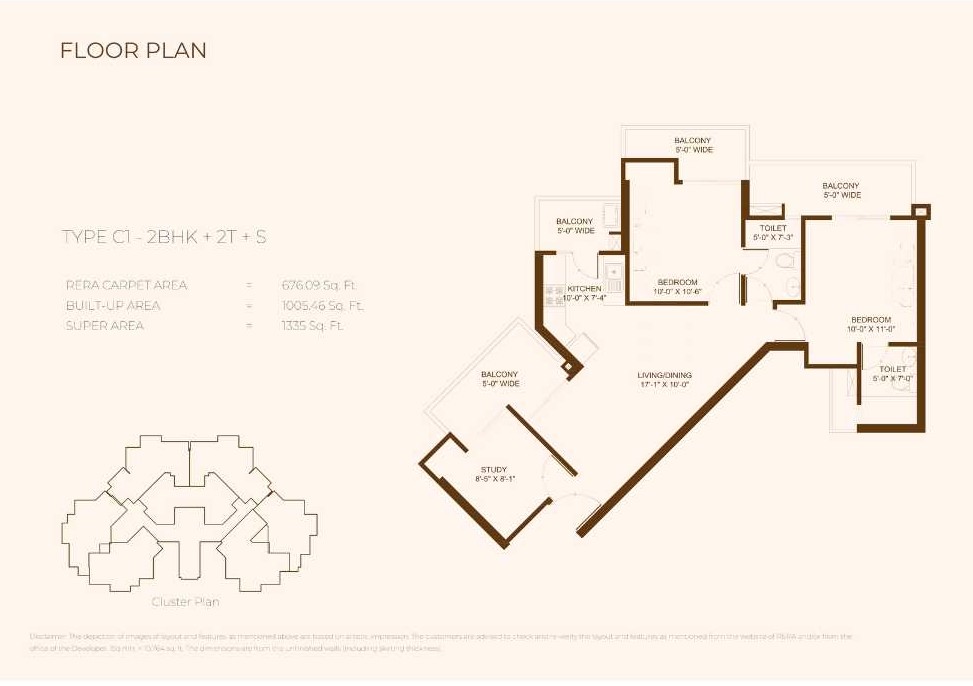 FLOOR PLAN
BALCONY
5'-0" WIDE
BALCONY
5'-0" WIDE
BALCONY
5'-0" WIDE
TOILET
5'-0" X 7'-3"
TYPE C1 - 2BHK + 2T + S
RERA CARPET AREA = 676.09 Sq. Ft.
BUILT-UP AREA = 1005.46 Sq. Ft.
SUPER AREA = 1335 Sq. Ft.
BEDROOM
10'-0" X 10'-6"
KITCHEN
10'-0" X 7'-4"
BEDROOM
10'-0" X 11'-0"
TOILET
5'-0" X 7'-0"
BALCONY
5'-0" WIDE
LIVING/DINING
17'-1" X 10'-0"
STUDY
8'-5" X 8'-1"
Cluster Plan
Disclaimer: The depiction of images of layout and features as mentioned above are based on artistic impression. The customers are advised to check and re-verify the layout and features as mentioned from the website of RERA and/or from the
office of the Developer. 1Sq. mtr. = 10.764 sq. ft. The dimensions are from the unfinished walls (including skirting thickness).